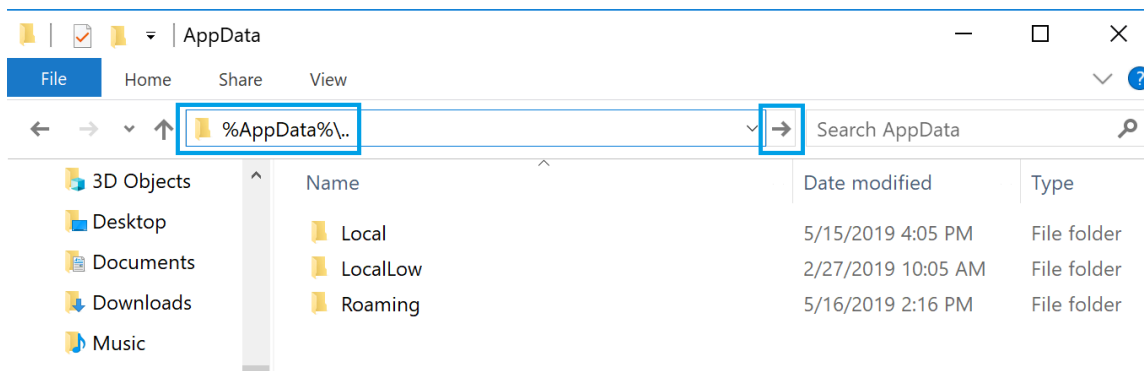 AppData
File Home Share View ?
%AppData%\.. Search AppData
3D Objects Name Date modified Type
Desktop Local 5/15/2019 4:05 PM File folder
Documents LocalLow 2/27/2019 10:05 AM File folder
Downloads Roaming 5/16/2019 2:16 PM File folder
Music